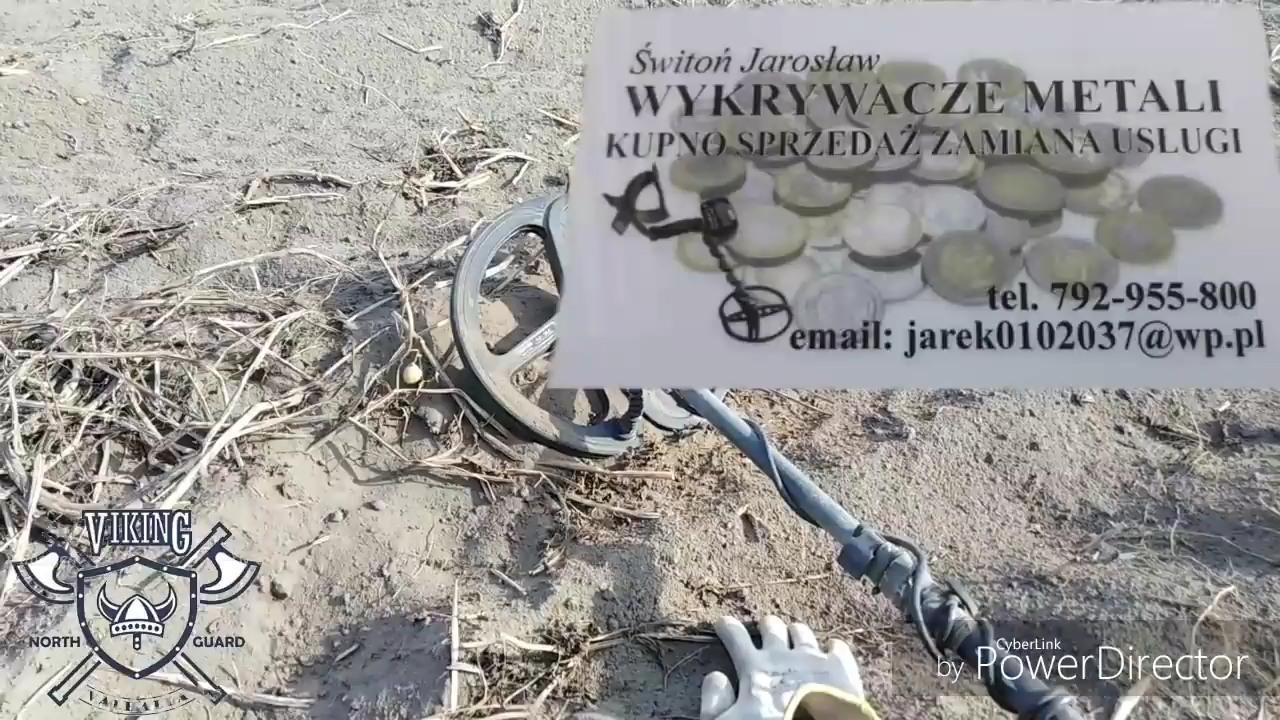 Świtoń Jarosław
WYKRYWACZE METALI
KUPNO SPRZEDAŻ ZAMIANA USŁUGI
tel. 792-955-800
email: jarek0102037@wp.pl
VIKING
NORTH GUARD
VALHALLA
CyberLink
by PowerDirector